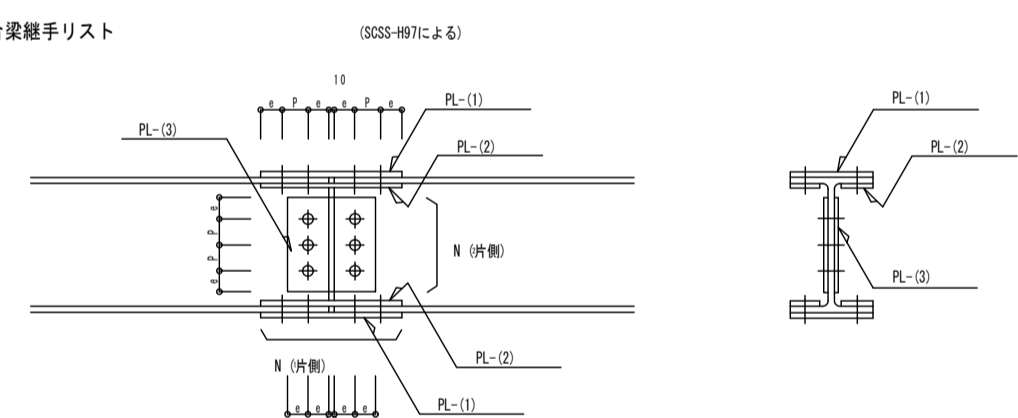 梁継手リスト
(SCSS-H97による)
10
e P e e P e
PL-(1)
PL-(3)
PL-(2)
e
P
P
e
N (片側)
PL-(2)
N (片側)
PL-(1)
e e e e
PL-(1)
PL-(2)
PL-(3)